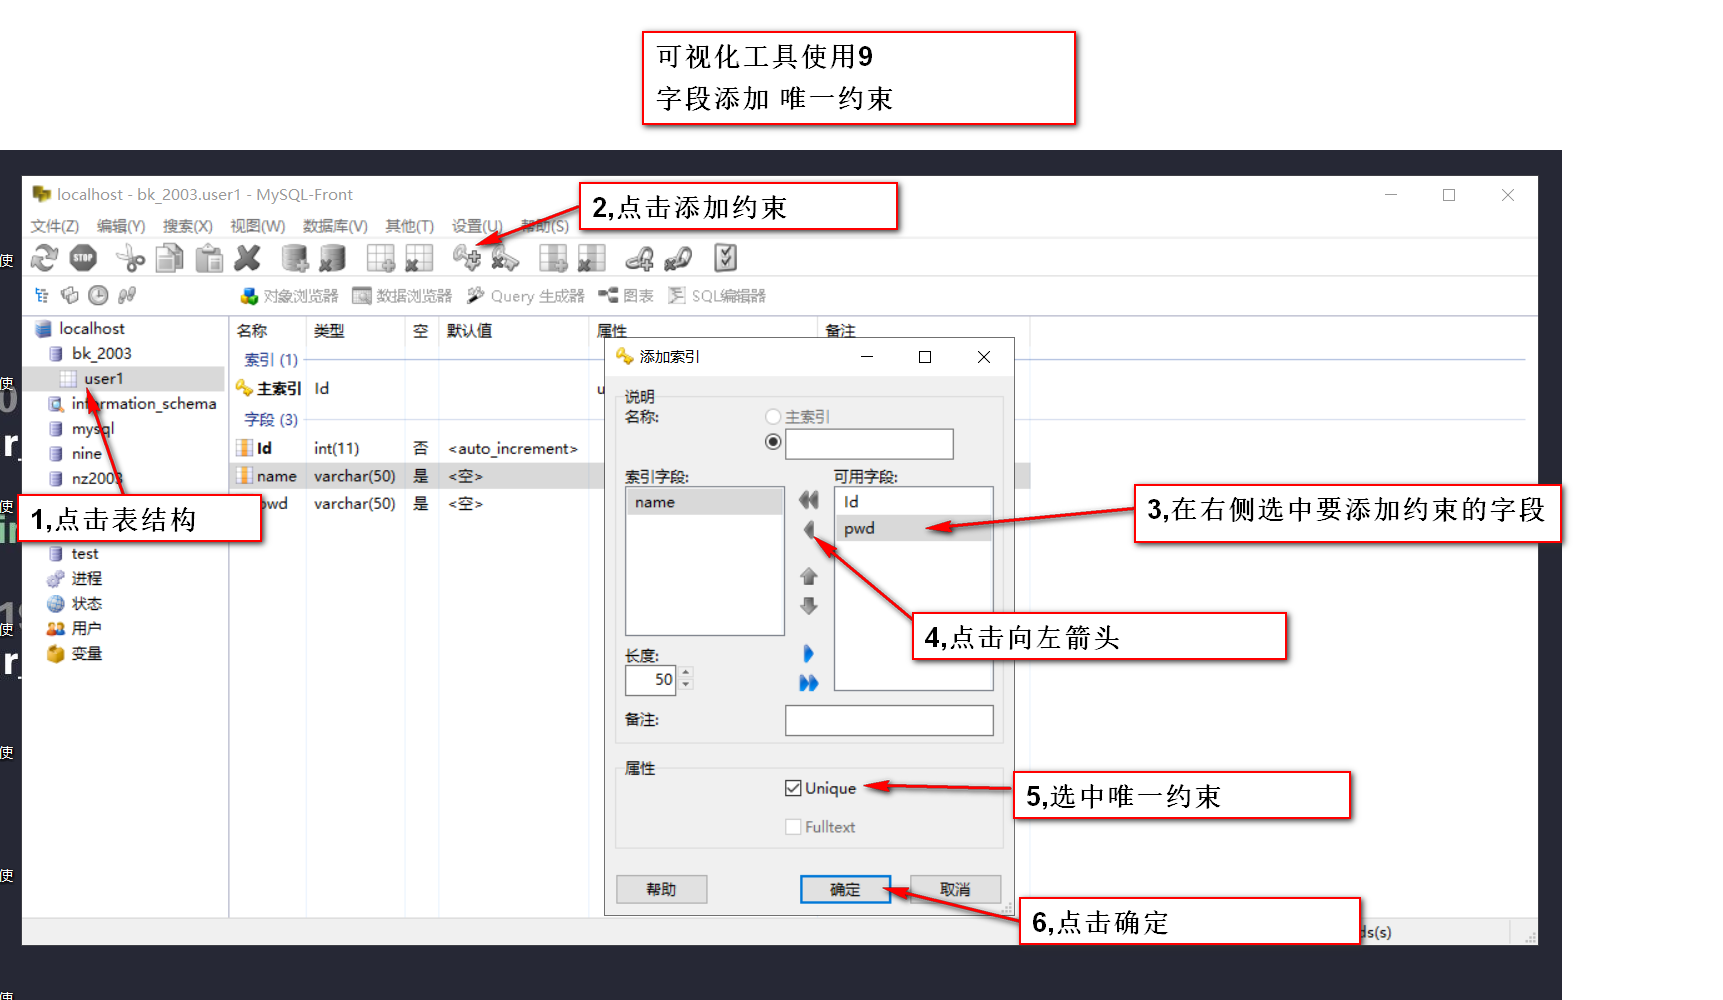 可视化工具使用9
字段添加 唯一约束
localhost - bk_2003.user1 - MySQL-Front
2,点击添加约束
文件(Z) 编辑(Y) 搜索(X) 视图(W) 数据库(V) 其他(T) 设置(U) 帮助(S)
STOP
对象浏览器 数据浏览器 Query 生成器 图表 SQL编辑器
localhost
bk_2003
user1
information_schema
mysql
nine
nz2003
1,点击表结构
test
进程
状态
用户
变量
名称 类型 空 默认值 属性 备注
索引 (1)
主索引 Id
字段 (3)
Id int(11) 否 <auto_increment>
name varchar(50) 是 <空>
pwd varchar(50) 是 <空>
添加索引
说明
名称:
主索引
索引字段:
name
可用字段:
Id
pwd
3,在右侧选中要添加约束的字段
4,点击向左箭头
长度:
50
备注:
属性
Unique
5,选中唯一约束
Fulltext
帮助 确定 取消
6,点击确定
ds(s)
使
使
使
使
使
使
使